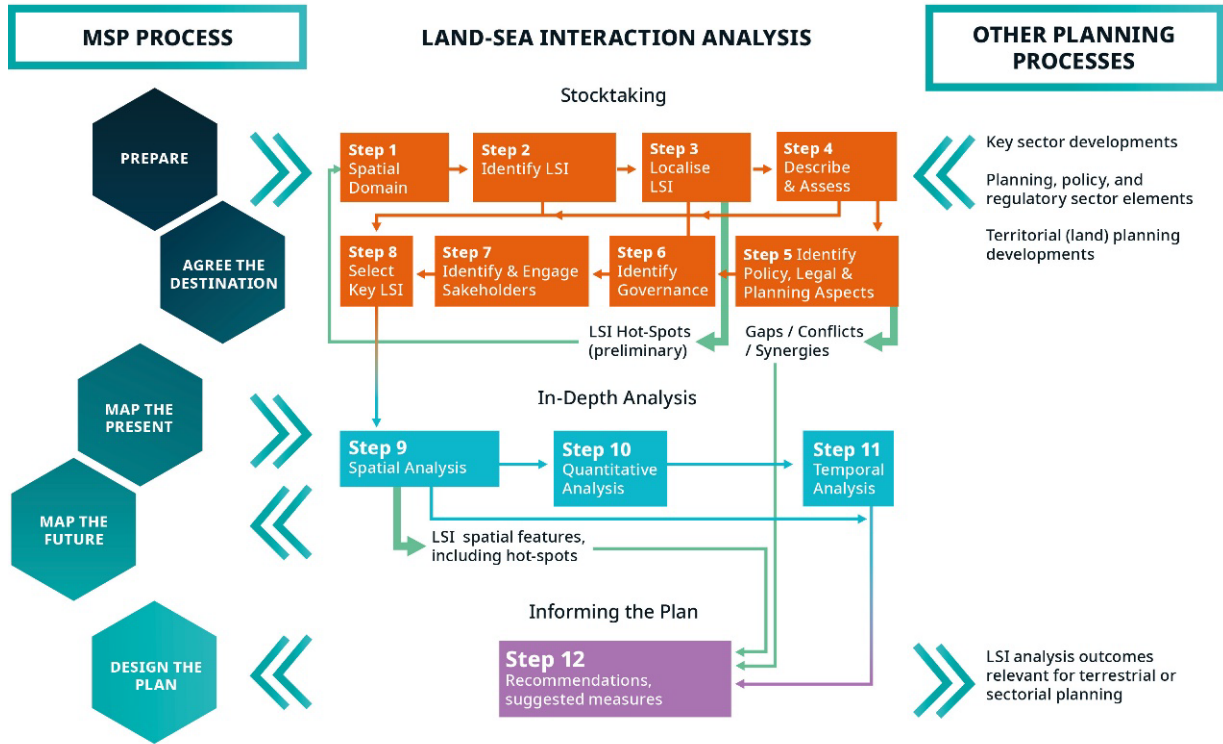 MSP PROCESS
LAND-SEA INTERACTION ANALYSIS
OTHER PLANNING
PROCESSES
Stocktaking
PREPARE
AGREE THE
DESTINATION
Step 1
Spatial
Domain
Step 2
Identify LSI
Step 3
Localise
LSI
Step 4
Describe
& Assess
Key sector developments
Planning, policy, and
regulatory sector elements
Territorial (land) planning
developments
Step 8
Select
Key LSI
Step 7
Identify & Engage
Sakeholders
Step 6
Identify
Governance
Step 5 Identify
Policy, Legal &
Planning Aspects
LSI Hot-Spots
(preliminary)
Gaps / Conflicts
/ Synergies
In-Depth Analysis
MAP THE
PRESENT
MAP THE
FUTURE
Step 9
Spatial Analysis
Step 10
Quantitative
Analysis
Step 11
Temporal
Analysis
LSI spatial features,
including hot-spots
Informing the Plan
DESIGN THE
PLAN
Step 12
Recommendations,
suggested measures
LSI analysis outcomes
relevant for terrestrial or
sectorial planning